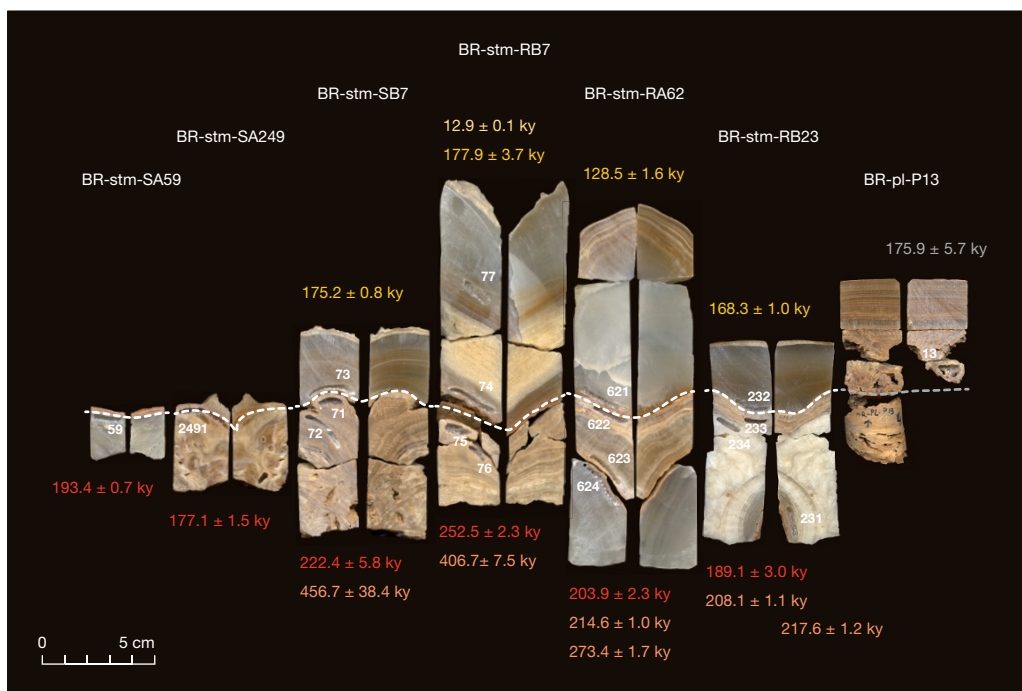 BR-stm-RB7
BR-stm-SB7
BR-stm-RA62
BR-stm-SA249
BR-stm-RB23
BR-stm-SA59
BR-pl-P13
12.9 ± 0.1 ky
177.9 ± 3.7 ky
128.5 ± 1.6 ky
175.9 ± 5.7 ky
175.2 ± 0.8 ky
168.3 ± 1.0 ky
77
73
74
13
71
72
59
2491
75
76
621
622
623
624
232
233
234
231
193.4 ± 0.7 ky
177.1 ± 1.5 ky
222.4 ± 5.8 ky
456.7 ± 38.4 ky
252.5 ± 2.3 ky
406.7± 7.5 ky
203.9 ± 2.3 ky
214.6 ± 1.0 ky
273.4 ± 1.7 ky
189.1 ± 3.0 ky
208.1 ± 1.1 ky
217.6 ± 1.2 ky
0 5 cm